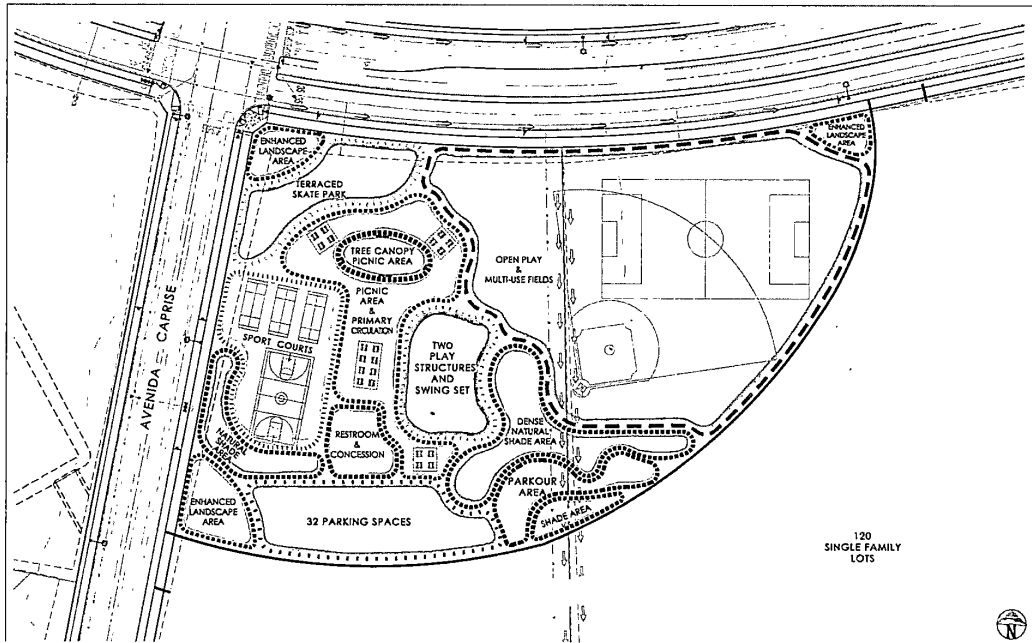 ENHANCED
LANDSCAPE
AREA
ENHANCED
LANDSCAPE
AREA
TERRACED
SKATE PARK
TREE CANOPY
PICNIC AREA
OPEN PLAY
&
MULTI-USE FIELDS
PICNIC
AREA
&
PRIMARY
CIRCULATION
AVENIDA CAPRISE
SPORT COURTS
TWO
PLAY
STRUCTURES
AND
SWING SET
DENSE
NATURAL
SHADE AREA
RESTROOM
&
CONCESSION
NATURAL
SHADE
AREA
PARKOUR
AREA
SHADE AREA
ENHANCED
LANDSCAPE
AREA
32 PARKING SPACES
120
SINGLE FAMILY
LOTS
N